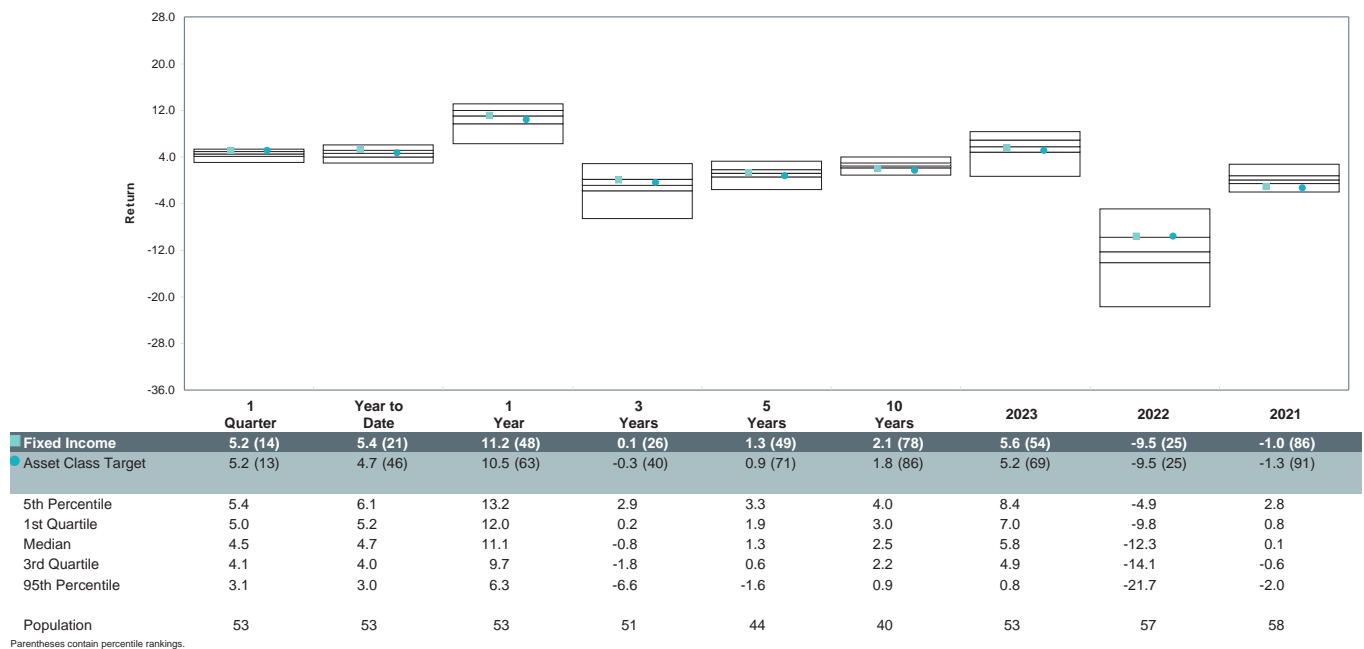 28.0
20.0
12.0
4.0
-4.0
-12.0
-20.0
-28.0
-36.0
Return
1 Quarter
Year to Date
1 Year
3 Years
5 Years
10 Years
2023
2022
2021
Fixed Income 5.2 (14) 5.4 (21) 11.2 (48) 0.1 (26) 1.3 (49) 2.1 (78) 5.6 (54) -9.5 (25) -1.0 (86)
Asset Class Target 5.2 (13) 4.7 (46) 10.5 (63) -0.3 (40) 0.9 (71) 1.8 (86) 5.2 (69) -9.5 (25) -1.3 (91)
5th Percentile 5.4 6.1 13.2 2.9 3.3 4.0 8.4 -4.9 2.8
1st Quartile 5.0 5.2 12.0 0.2 1.9 3.0 7.0 -9.8 0.8
Median 4.5 4.7 11.1 -0.8 1.3 2.5 5.8 -12.3 0.1
3rd Quartile 4.1 4.0 9.7 -1.8 0.6 2.2 4.9 -14.1 -0.6
95th Percentile 3.1 3.0 6.3 -6.6 -1.6 0.9 0.8 -21.7 -2.0
Population 53 53 53 51 44 40 53 57 58
Parentheses contain percentile rankings.